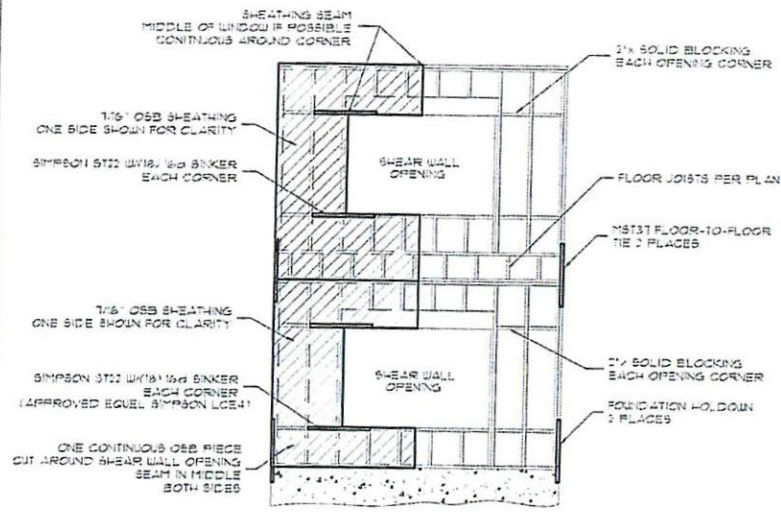 SHEATHING SEAM
MIDDLE OF WINDOW IF POSSIBLE
CONTINUOUS AROUND CORNER
7/16" OSB SHEATHING
ONE SIDE SHOWN FOR CLARITY
SIMPSON ST22 W/(18) 16d SINKER
EACH CORNER
7/16" OSB SHEATHING
ONE SIDE SHOWN FOR CLARITY
SIMPSON ST22 W/(18) 16d SINKER
EACH CORNER
(APPROVED EQUEL SIMPSON LCE4)
ONE CONTINUOUS OSB PIECE
CUT AROUND SHEAR WALL OPENING
SEAM IN MIDDLE
BOTH SIDES
SHEAR WALL
OPENING
SHEAR WALL
OPENING
2"x SOLID BLOCKING
EACH OPENING CORNER
FLOOR JOISTS PER PLAN
MST37 FLOOR-TO-FLOOR
TIE 2 PLACES
2"x SOLID BLOCKING
EACH OPENING CORNER
FOUNDATION HOLDOWN
2 PLACES